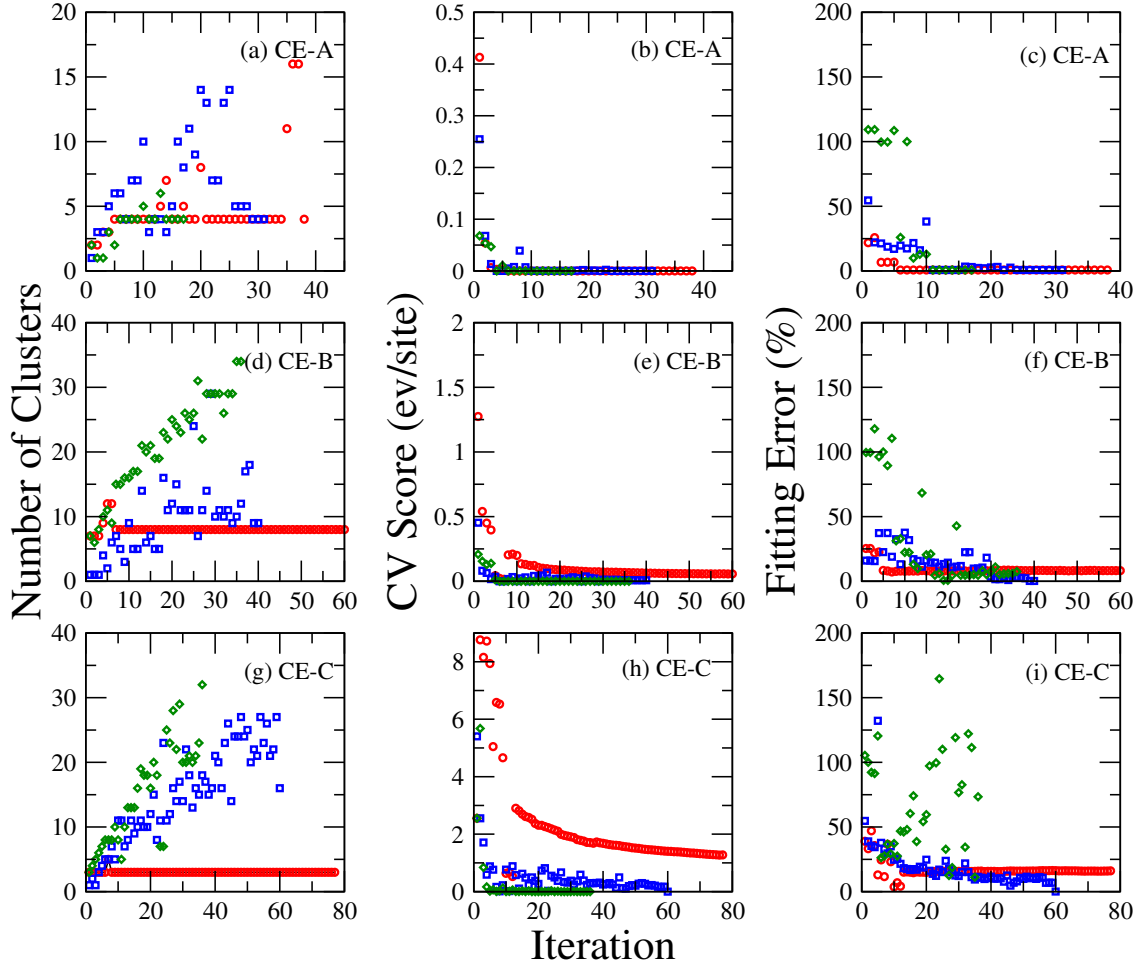 Number of Clusters
CV Score (ev/site)
Fitting Error (%)
Iteration
(a) CE-A
20
15
10
5
0
0 10 20 30 40
(b) CE-A
0.5
0.4
0.3
0.2
0.1
0
0 10 20 30 40
(c) CE-A
200
150
100
50
0
0 10 20 30 40
(d) CE-B
40
30
20
10
0
0 10 20 30 40 50 60
(e) CE-B
2
1.5
1
0.5
0
0 10 20 30 40 50 60
(f) CE-B
200
150
100
50
0
0 10 20 30 40 50 60
(g) CE-C
40
30
20
10
0
0 20 40 60 80
(h) CE-C
8
6
4
2
0
0 20 40 60 80
(i) CE-C
200
150
100
50
0
0 20 40 60 80